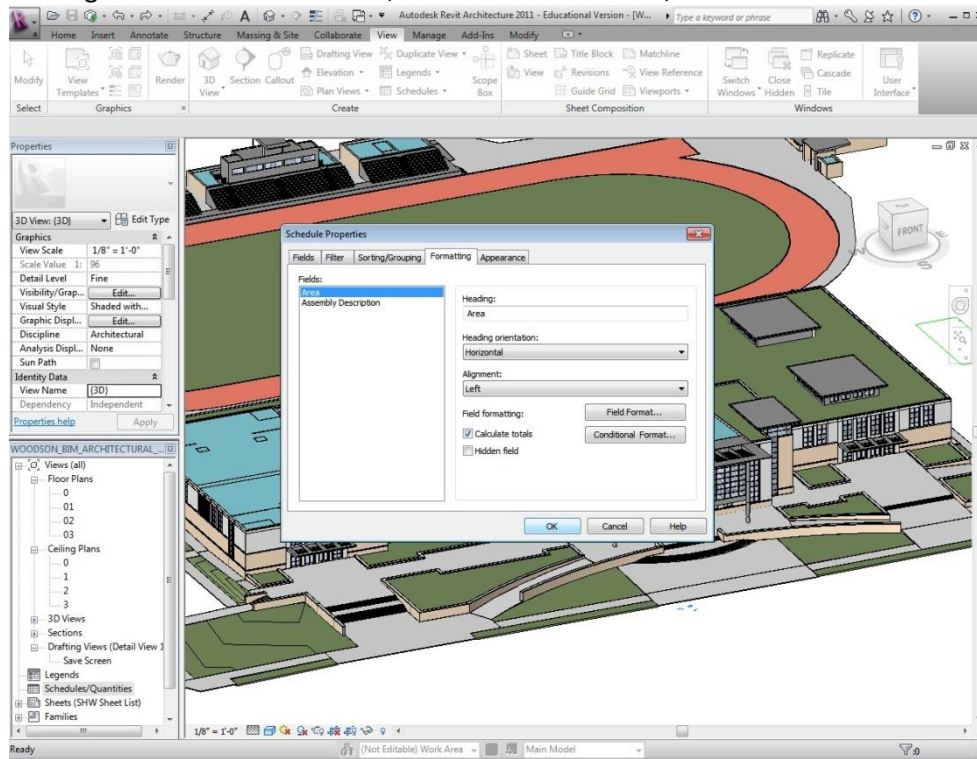 Autodesk Revit Architecture 2011 - Educational Version - [W...
Type a keyword or phrase
Home Insert Annotate Structure Massing & Site Collaborate View Manage Add-Ins Modify
Modify
View Templates
Render
3D View
Section
Callout
Drafting View
Elevation
Plan Views
Duplicate View
Legends
Schedules
Scope Box
Sheet
View
Title Block
Revisions
Guide Grid
Matchline
View Reference
Viewports
Switch Windows
Close Hidden
Replicate
Cascade
Tile
User Interface
Select Graphics Create Sheet Composition Windows
Properties
3D View: {3D} Edit Type
Graphics
View Scale 1/8" = 1'-0"
Scale Value 1: 96
Detail Level Fine
Visibility/Grap... Edit...
Visual Style Shaded with...
Graphic Displ... Edit...
Discipline Architectural
Analysis Displ... None
Sun Path
Identity Data
View Name {3D}
Dependency Independent
Properties help Apply
WOODSON_BIM_ARCHITECTURAL_...
Views (all)
Floor Plans
0
01
02
03
Ceiling Plans
0
1
2
3
3D Views
Sections
Drafting Views (Detail View 1
Save Screen
Legends
Schedules/Quantities
Sheets (SHW Sheet List)
Families
Schedule Properties
Fields Filter Sorting/Grouping Formatting Appearance
Fields:
Area
Assembly Description
Heading:
Area
Heading orientation:
Horizontal
Alignment:
Left
Field formatting: Field Format...
Calculate totals Conditional Format...
Hidden field
OK Cancel Help
FRONT
1/8" = 1'-0"
Ready
(Not Editable) Work Area
Main Model
:0